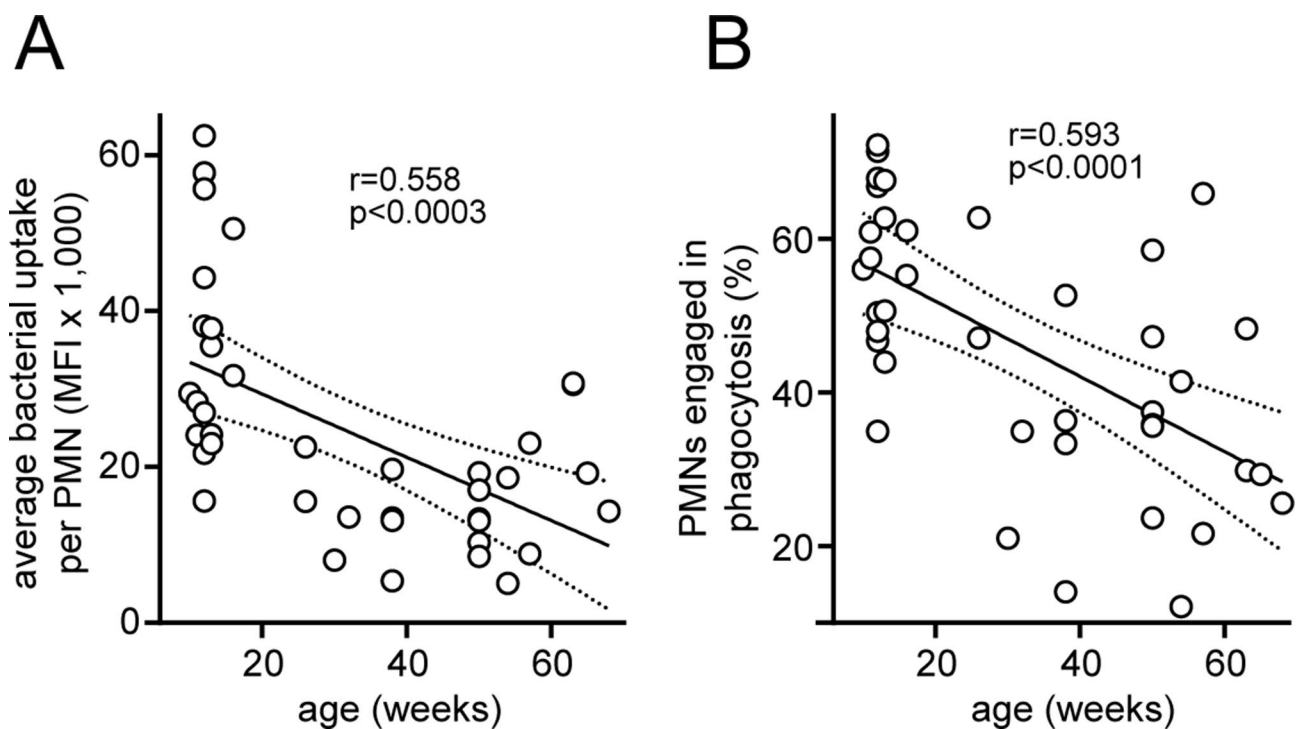 A
r=0.558
p<0.0003
average bacterial uptake
per PMN (MFI x 1,000)
60
40
20
0
20 40 60
age (weeks)
B
r=0.593
p<0.0001
PMNs engaged in
phagocytosis (%)
60
40
20
20 40 60
age (weeks)